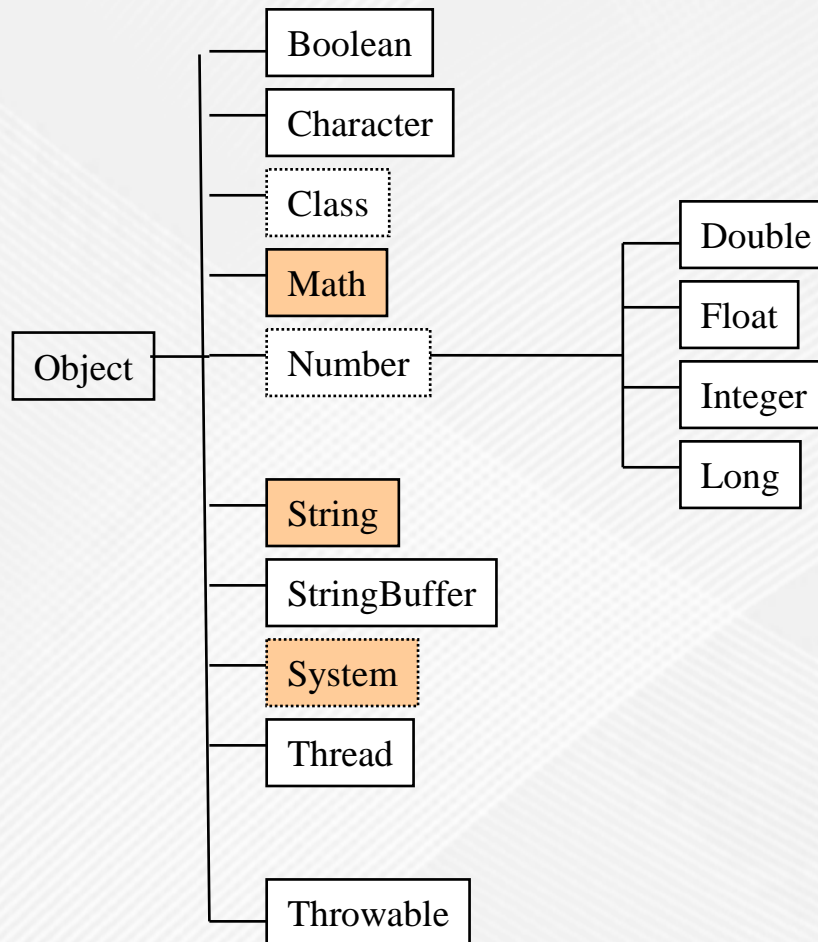 Boolean
Character
Class
Math
Object
Number
Double
Float
Integer
Long
String
StringBuffer
System
Thread
Throwable